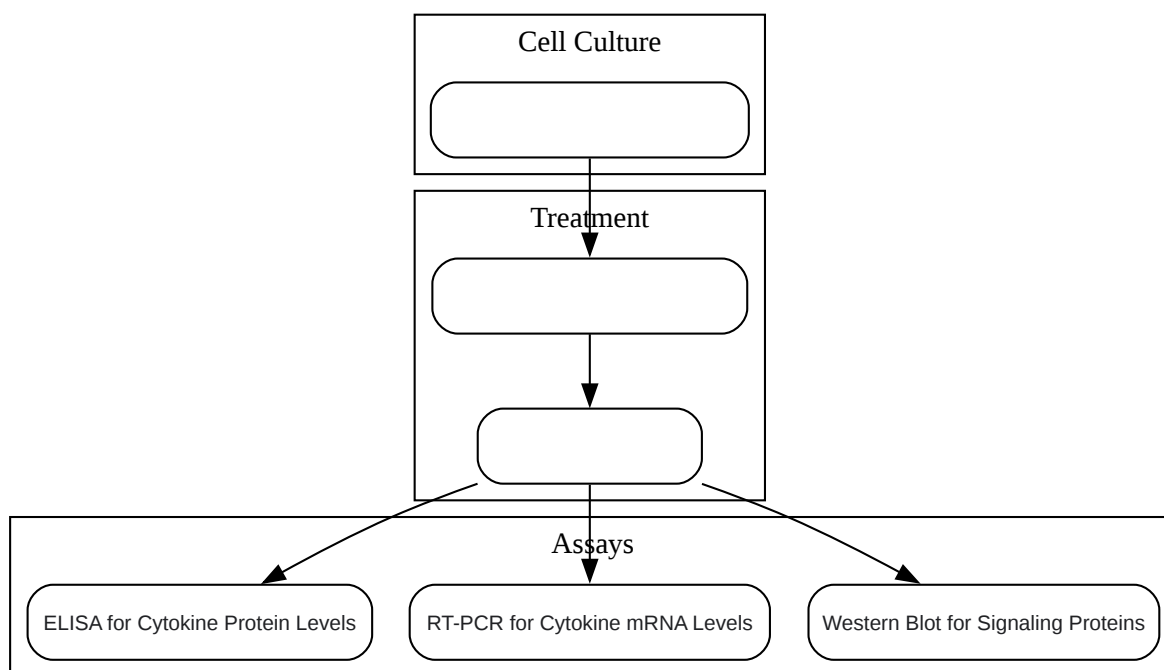 Cell Culture
Treatment
Assays
ELISA for Cytokine Protein Levels
RT-PCR for Cytokine mRNA Levels
Western Blot for Signaling Proteins